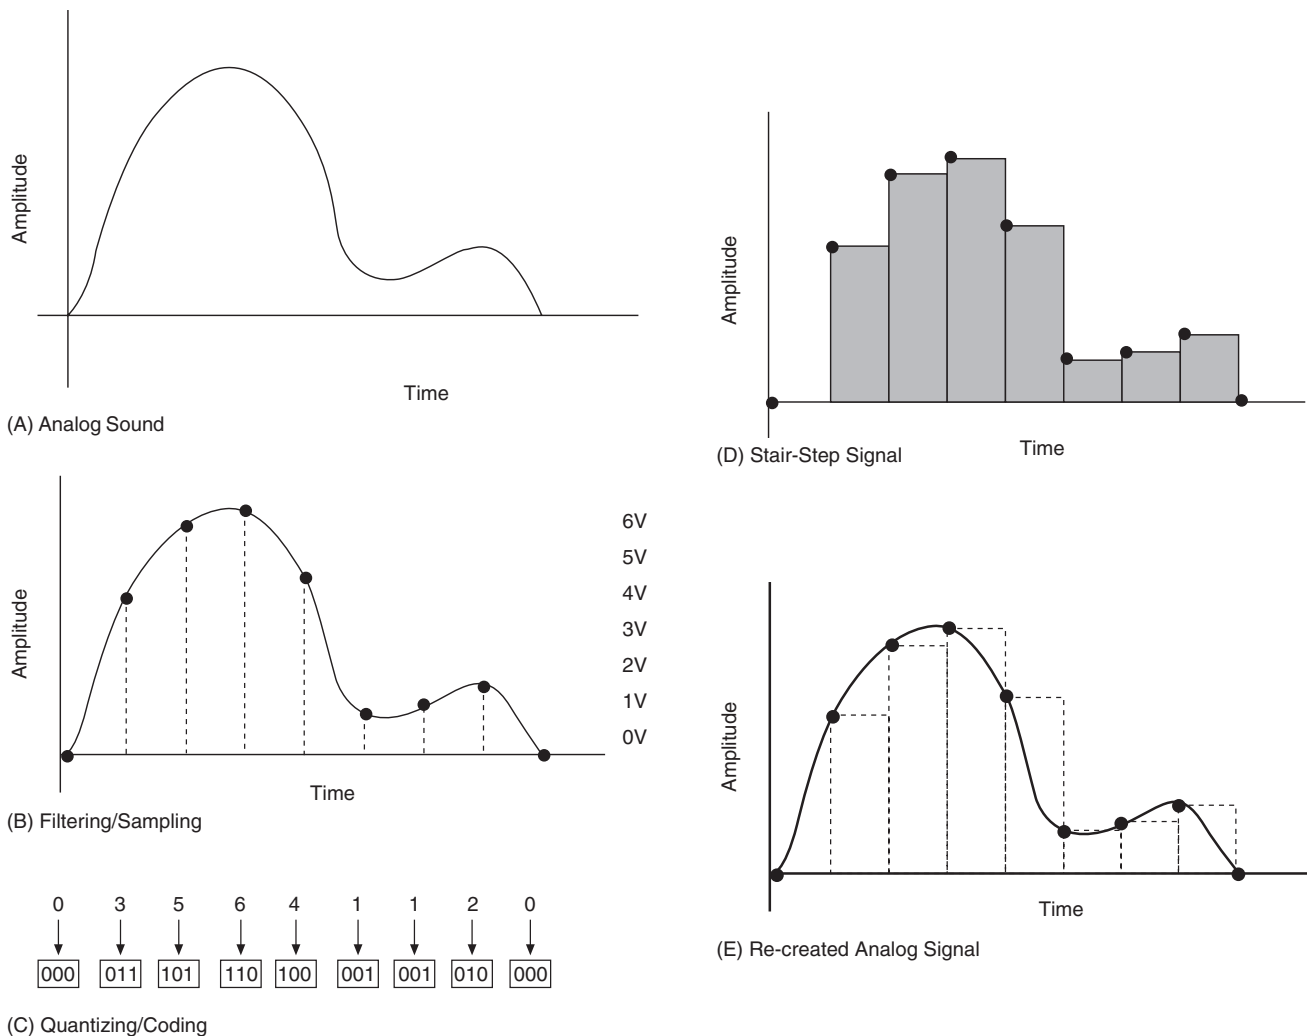 Amplitude
Time
(A) Analog Sound
Amplitude
6V
5V
4V
3V
2V
1V
0V
Time
(B) Filtering/Sampling
0 3 5 6 4 1 1 2 0
000 011 101 110 100 001 001 010 000
(C) Quantizing/Coding
Amplitude
Time
(D) Stair-Step Signal
Amplitude
Time
(E) Re-created Analog Signal